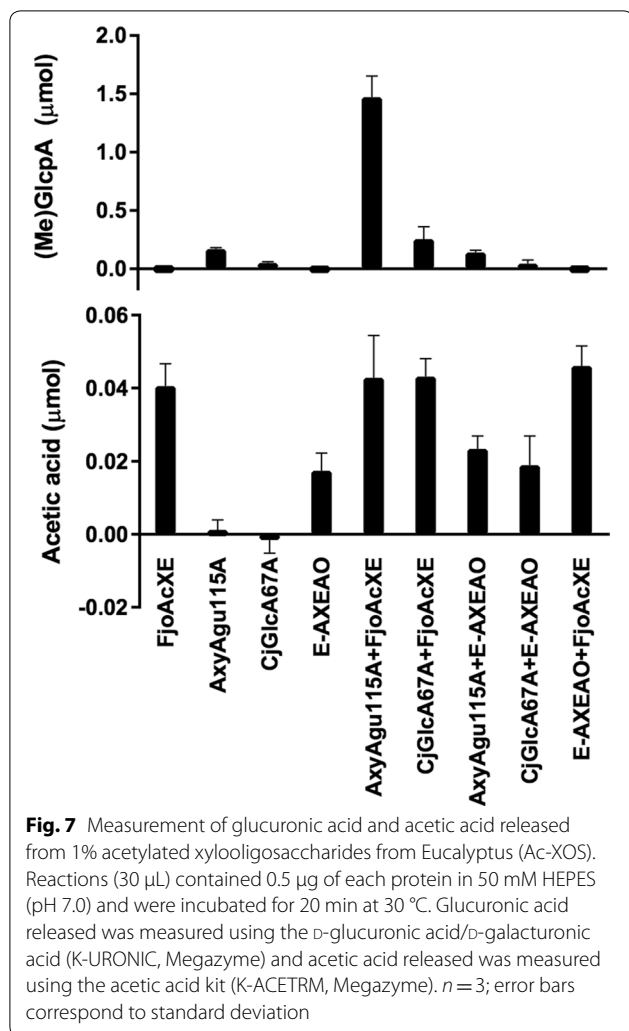 (Me)GlcpA (μmol)
2.0
1.5
1.0
0.5
0.0
Acetic acid (μmol)
0.06
0.04
0.02
0.00
-0.02
FjoAcXE
AxyAgu115A
CjGlcA67A
E-AXEAO
AxyAgu115A+FjoAcXE
CjGlcA67A+FjoAcXE
AxyAgu115A+E-AXEAO
CjGlcA67A+E-AXEAO
E-AXEAO+FjoAcXE
Fig. 7 Measurement of glucuronic acid and acetic acid released
from 1% acetylated xylooligosaccharides from Eucalyptus (Ac-XOS).
Reactions (30 μL) contained 0.5 μg of each protein in 50 mM HEPES
(pH 7.0) and were incubated for 20 min at 30 °C. Glucuronic acid
released was measured using the D-glucuronic acid/D-galacturonic
acid (K-URONIC, Megazyme) and acetic acid released was measured
using the acetic acid kit (K-ACETRM, Megazyme). n = 3; error bars
correspond to standard deviation